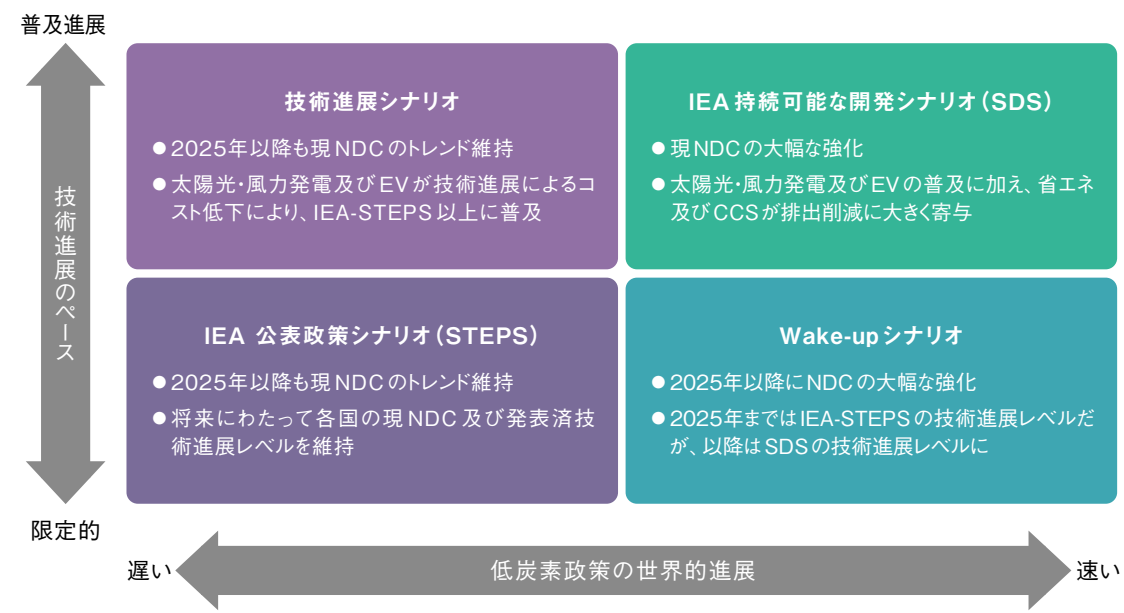 普及進展
技術進展のペース
限定的
技術進展シナリオ
●2025年以降も現NDCのトレンド維持
●太陽光・風力発電及びEVが技術進展によるコ
スト低下により、IEA-STEPS以上に普及
IEA 持続可能な開発シナリオ(SDS)
●現NDCの大幅な強化
●太陽光・風力発電及びEVの普及に加え、省エネ
及びCCSが排出削減に大きく寄与
IEA 公表政策シナリオ(STEPS)
●2025年以降も現NDCのトレンド維持
●将来にわたって各国の現NDC及び発表済技
術進展レベルを維持
Wake-upシナリオ
●2025年以降にNDCの大幅な強化
●2025年まではIEA-STEPSの技術進展レベルだ
が、以降はSDSの技術進展レベルに
遅い
低炭素政策の世界的進展
速い